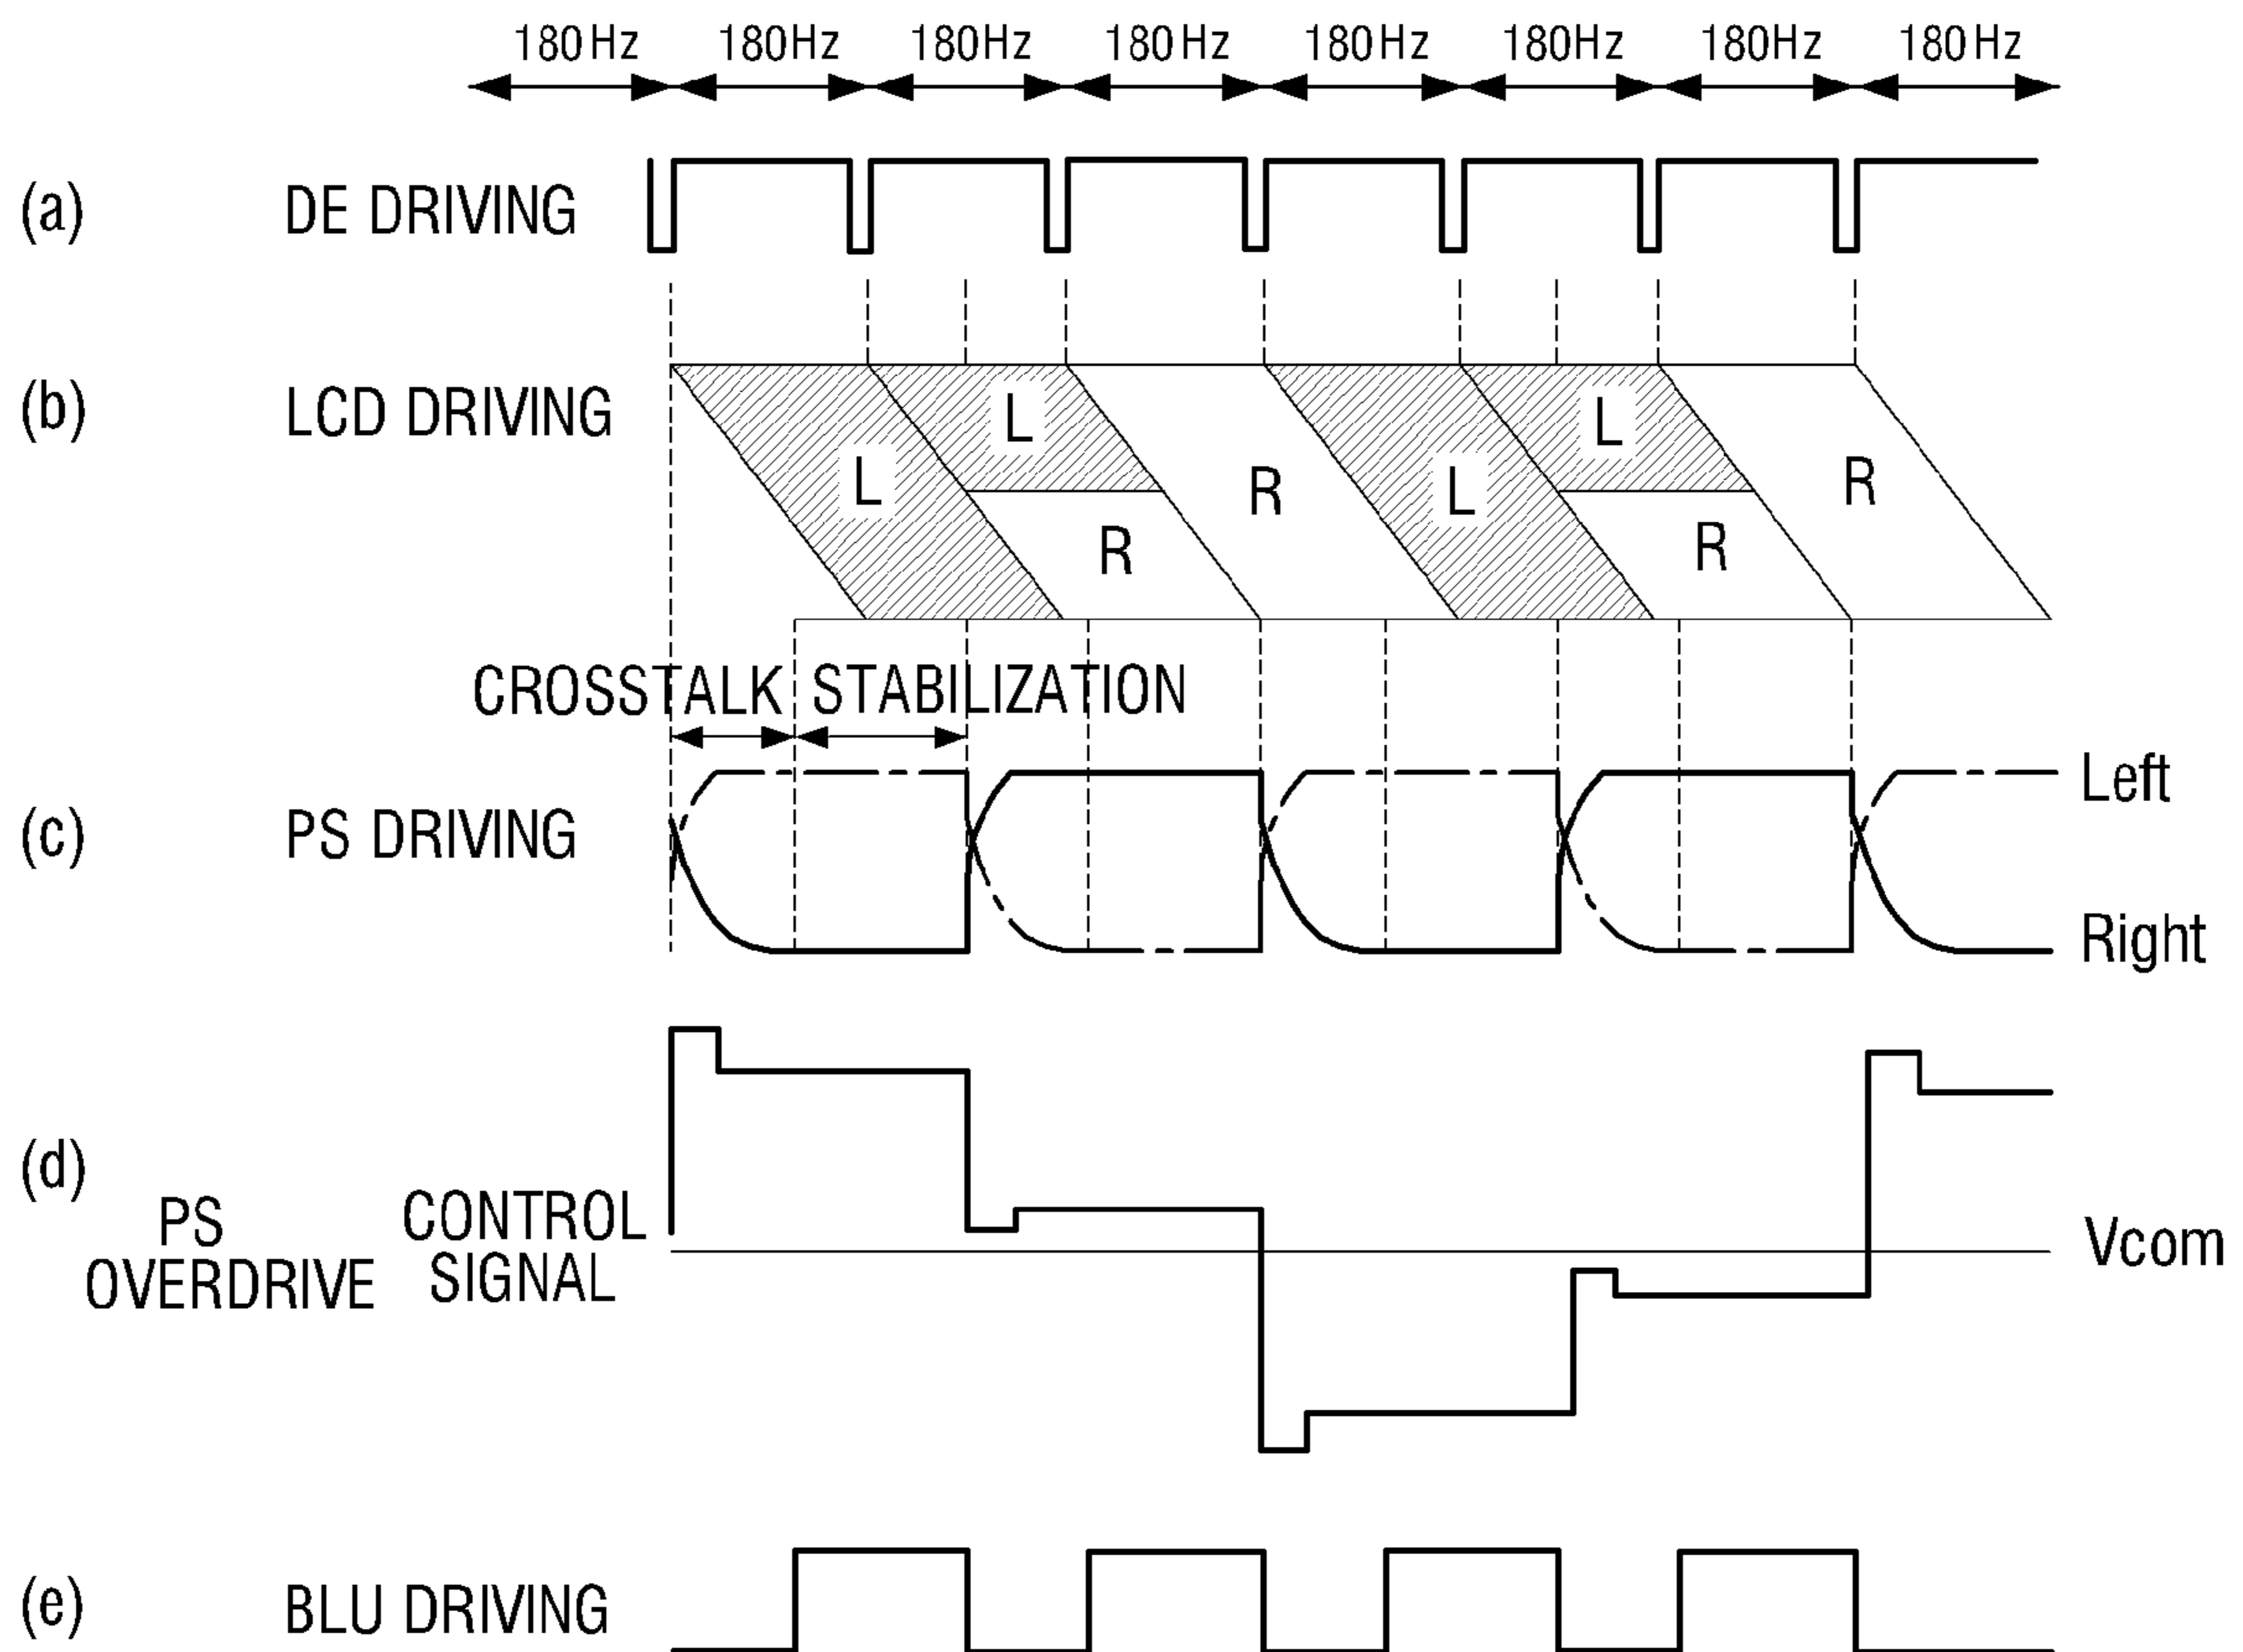 180Hz 180Hz 180Hz 180Hz 180Hz 180Hz 180Hz 180Hz
(a) DE DRIVING
(b) LCD DRIVING
L L R R L L R R
CROSSTALK STABILIZATION
(c) PS DRIVING
Left
Right
(d)
PS OVERDRIVE
CONTROL SIGNAL
Vcom
(e) BLU DRIVING